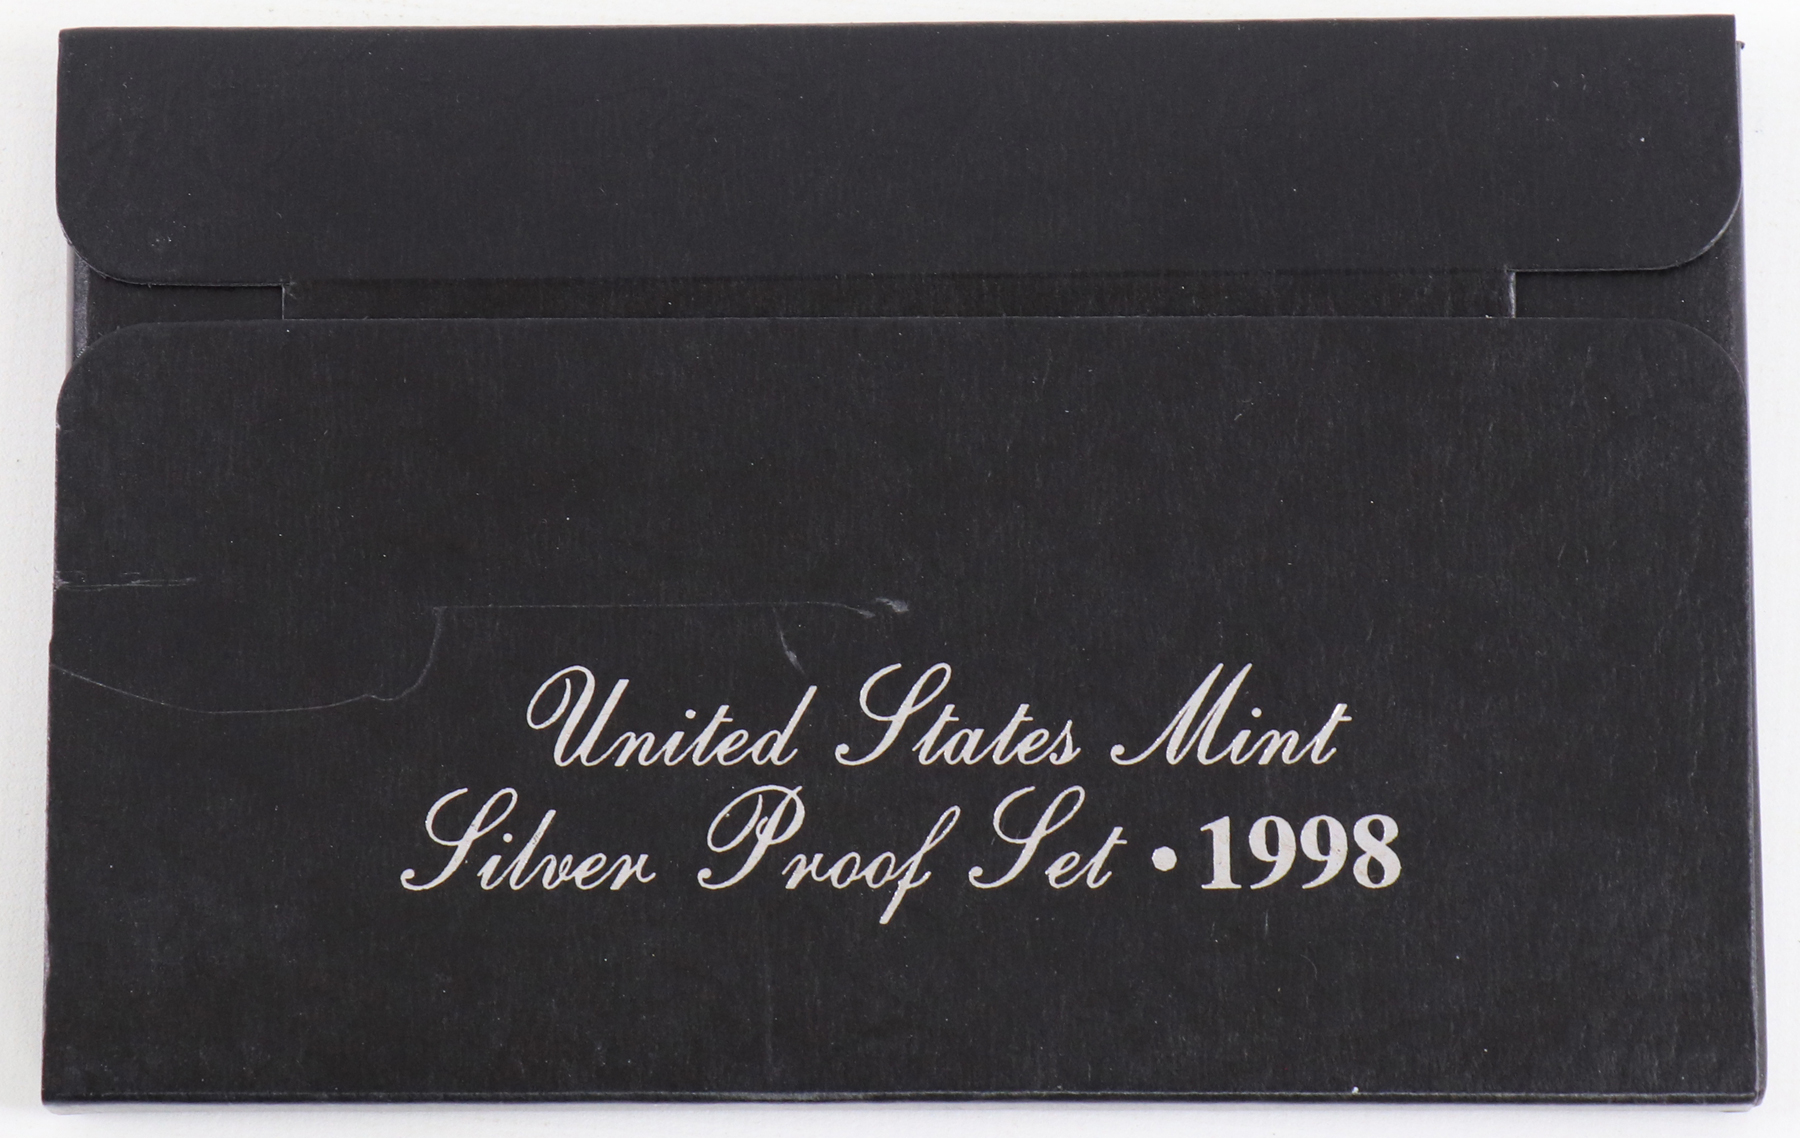 United States Mint
Silver Proof Set • 1998